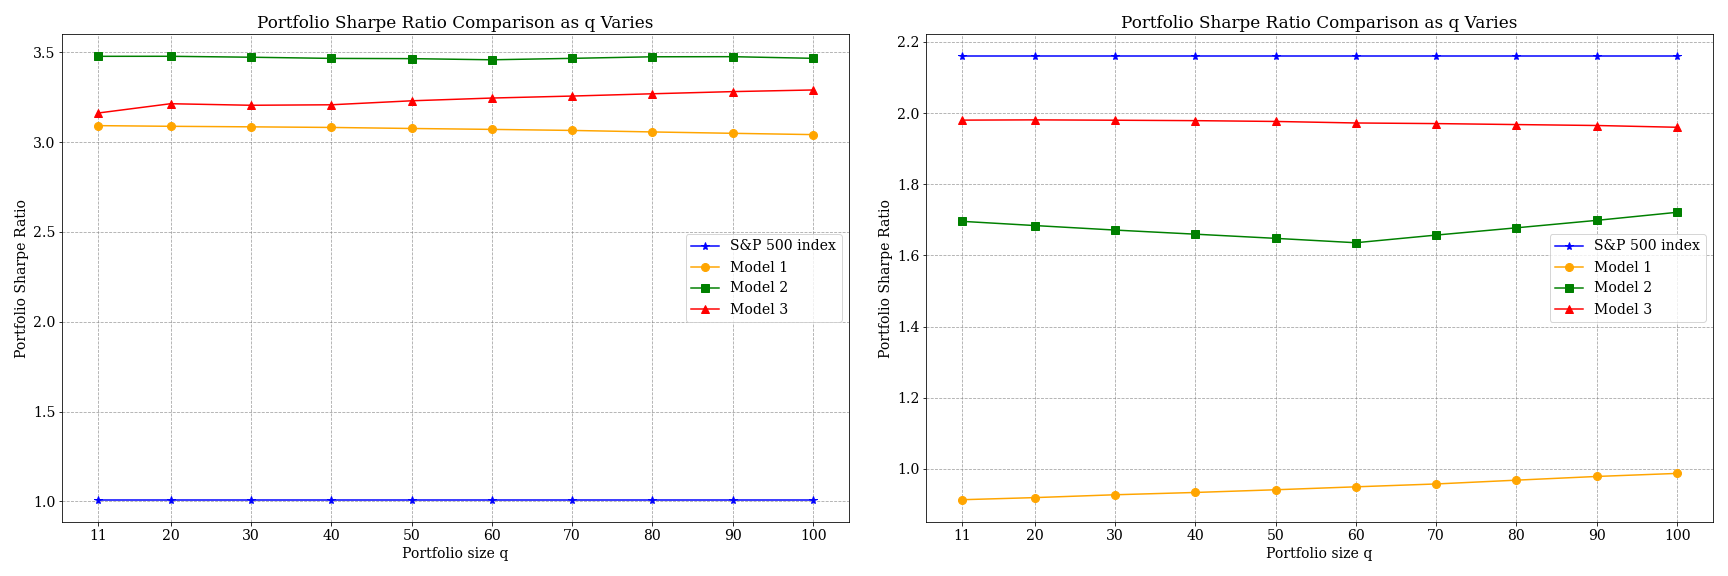 Portfolio Sharpe Ratio Comparison as q Varies
Portfolio Sharpe Ratio
3.5
3.0
2.5
2.0
1.5
1.0
S&P 500 index
Model 1
Model 2
Model 3
11 20 30 40 50 60 70 80 90 100
Portfolio size q
Portfolio Sharpe Ratio Comparison as q Varies
Portfolio Sharpe Ratio
2.2
2.0
1.8
1.6
1.4
1.2
1.0
S&P 500 index
Model 1
Model 2
Model 3
11 20 30 40 50 60 70 80 90 100
Portfolio size q